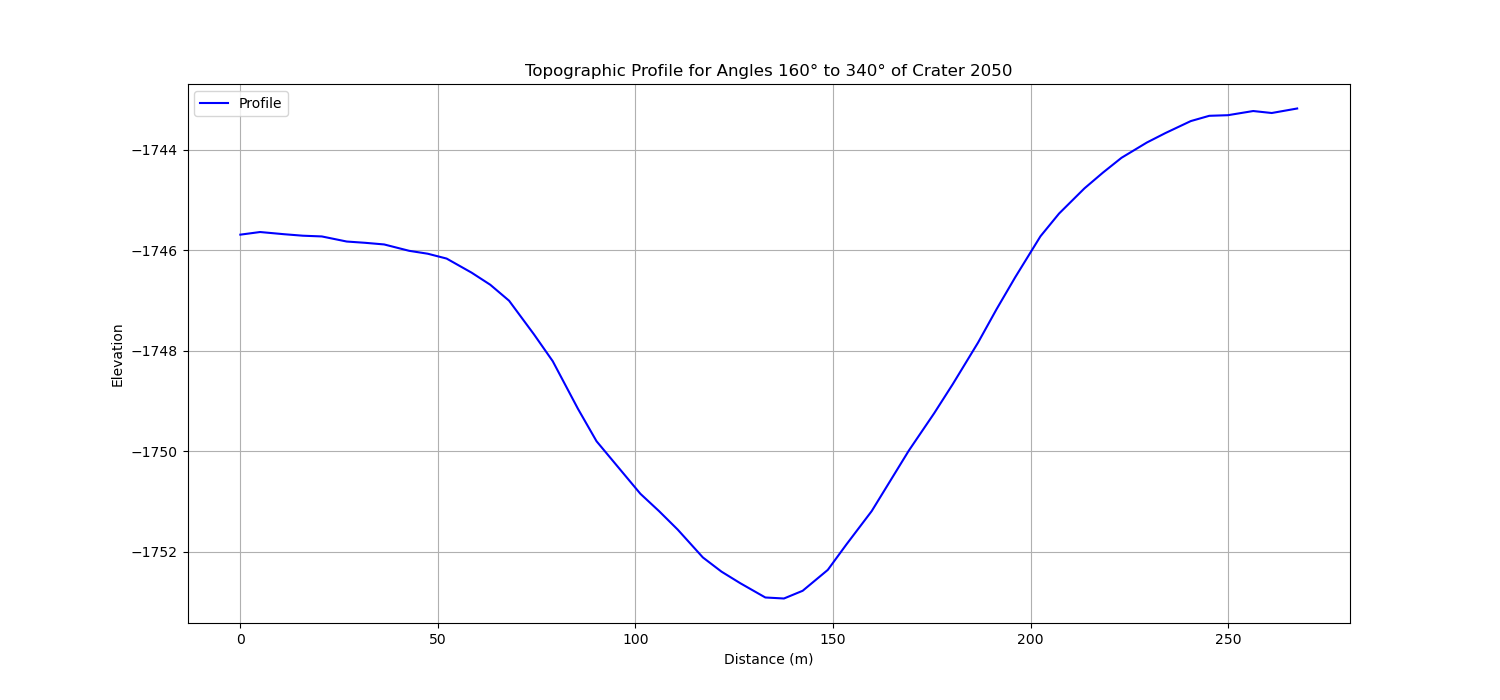 Topographic Profile for Angles 160° to 340° of Crater 2050
Profile
Elevation
−1744
−1746
−1748
−1750
−1752
0 50 100 150 200 250
Distance (m)